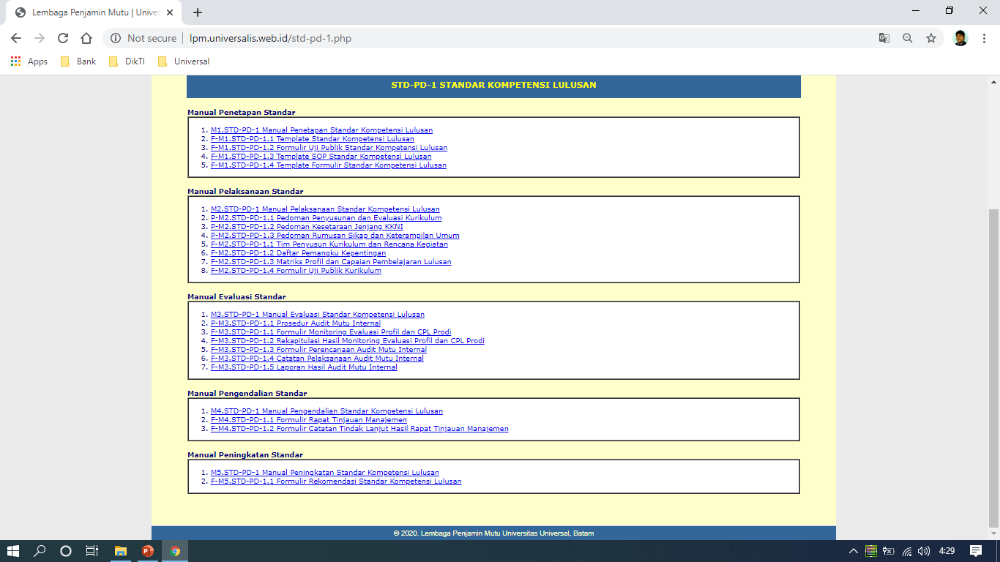 Lembaga Penjamin Mutu | Univer
Not secure | lpm.universalis.web.id/std-pd-1.php
Apps Bank DikTI Universal
STD-PD-1 STANDAR KOMPETENSI LULUSAN
Manual Penetapan Standar
1. M1.STD-PD-1 Manual Penetapan Standar Kompetensi Lulusan
2. F-M1.STD-PD-1.1 Template Standar Kompetensi Lulusan
3. F-M1.STD-PD-1.2 Formulir Uji Publik Standar Kompetensi Lulusan
4. F-M1.STD-PD-1.3 Template SOP Standar Kompetensi Lulusan
5. F-M1.STD-PD-1.4 Template Formulir Standar Kompetensi Lulusan
Manual Pelaksanaan Standar
1. M2.STD-PD-1 Manual Pelaksanaan Standar Kompetensi Lulusan
2. P-M2.STD-PD-1.1 Pedoman Penyusunan dan Evaluasi Kurikulum
3. P-M2.STD-PD-1.2 Pedoman Kesetaraan Jenjang KKNI
4. P-M2.STD-PD-1.3 Pedoman Rumusan Sikap dan Keterampilan Umum
5. F-M2.STD-PD-1.1 Tim Penyusun Kurikulum dan Rencana Kegiatan
6. F-M2.STD-PD-1.2 Daftar Pemangku Kepentingan
7. F-M2.STD-PD-1.3 Matriks Profil dan Capaian Pembelajaran Lulusan
8. F-M2.STD-PD-1.4 Formulir Uji Publik Kurikulum
Manual Evaluasi Standar
1. M3.STD-PD-1 Manual Evaluasi Standar Kompetensi Lulusan
2. P-M3.STD-PD-1.1 Prosedur Audit Mutu Internal
3. F-M3.STD-PD-1.1 Formulir Monitoring Evaluasi Profil dan CPL Prodi
4. F-M3.STD-PD-1.2 Rekapitulasi Hasil Monitoring Evaluasi Profil dan CPL Prodi
5. F-M3.STD-PD-1.3 Formulir Perencanaan Audit Mutu Internal
6. F-M3.STD-PD-1.4 Catatan Pelaksanaan Audit Mutu Internal
7. F-M3.STD-PD-1.5 Laporan Hasil Audit Mutu Internal
Manual Pengendalian Standar
1. M4.STD-PD-1 Manual Pengendalian Standar Kompetensi Lulusan
2. F-M4.STD-PD-1.1 Formulir Rapat Tinjauan Manajemen
3. F-M4.STD-PD-1.2 Formulir Catatan Tindak Lanjut Hasil Rapat Tinjauan Manajemen
Manual Peningkatan Standar
1. M5.STD-PD-1 Manual Peningkatan Standar Kompetensi Lulusan
2. F-M5.STD-PD-1.1 Formulir Rekomendasi Standar Kompetensi Lulusan
© 2020. Lembaga Penjamin Mutu Universitas Universal, Batam
4:29